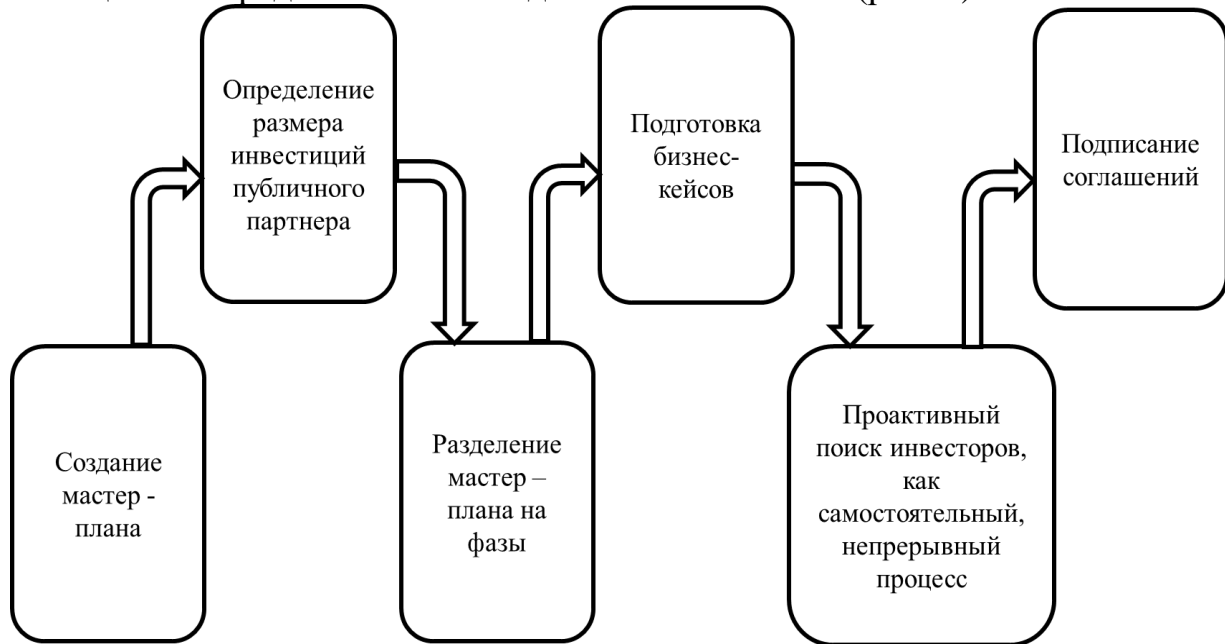 Создание
мастер -
плана
Определение
размера
инвестиций
публичного
партнера
Разделение
мастер –
плана на
фазы
Подготовка
бизнес-
кейсов
Проактивный
поиск инвесторов,
как
самостоятельный,
непрерывный
процесс
Подписание
соглашений